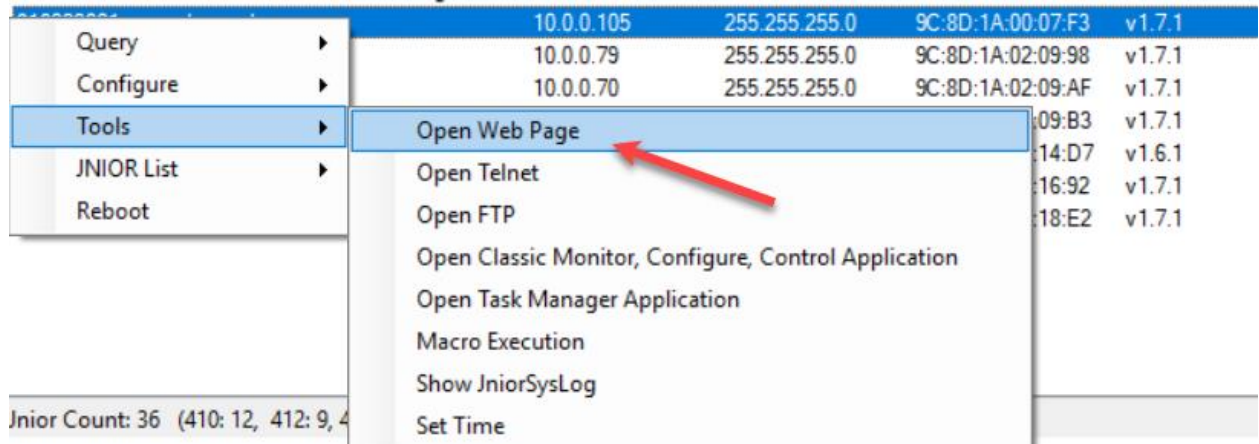 10.0.0.105 255.255.255.0 9C:8D:1A:00:07:F3 v1.7.1
Query 10.0.0.79 255.255.255.0 9C:8D:1A:02:09:98 v1.7.1
Configure 10.0.0.70 255.255.255.0 9C:8D:1A:02:09:AF v1.7.1
Tools Open Web Page :09:B3 v1.7.1
:14:D7 v1.6.1
JNIOR List Open Telnet :16:92 v1.7.1
Reboot Open FTP :18:E2 v1.7.1
Open Classic Monitor, Configure, Control Application
Open Task Manager Application
Macro Execution
Show JniorSysLog
Jnior Count: 36 (410: 12, 412: 9, 4
Set Time